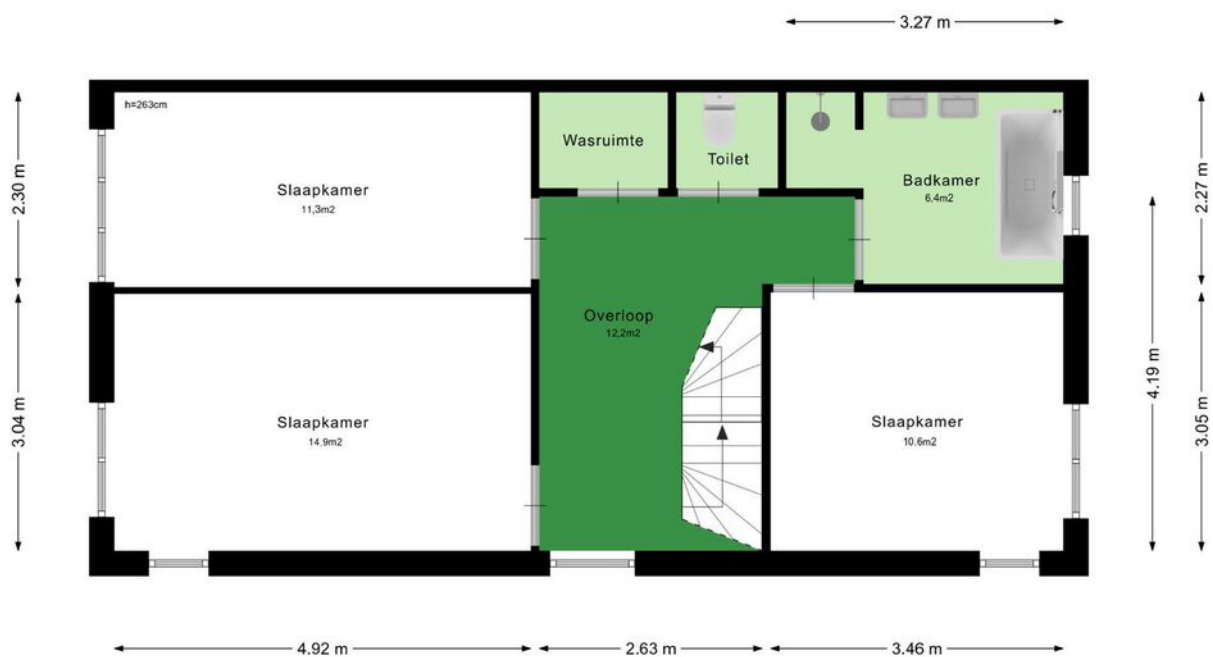 3.27 m
h=263cm
Wasruimte
Toilet
Badkamer
6,4m2
Slaapkamer
11,3m2
2.30 m
2.27 m
Overloop
12,2m2
4.19 m
3.04 m
Slaapkamer
14,9m2
Slaapkamer
10.6m2
3.05 m
4.92 m
2.63 m
3.46 m